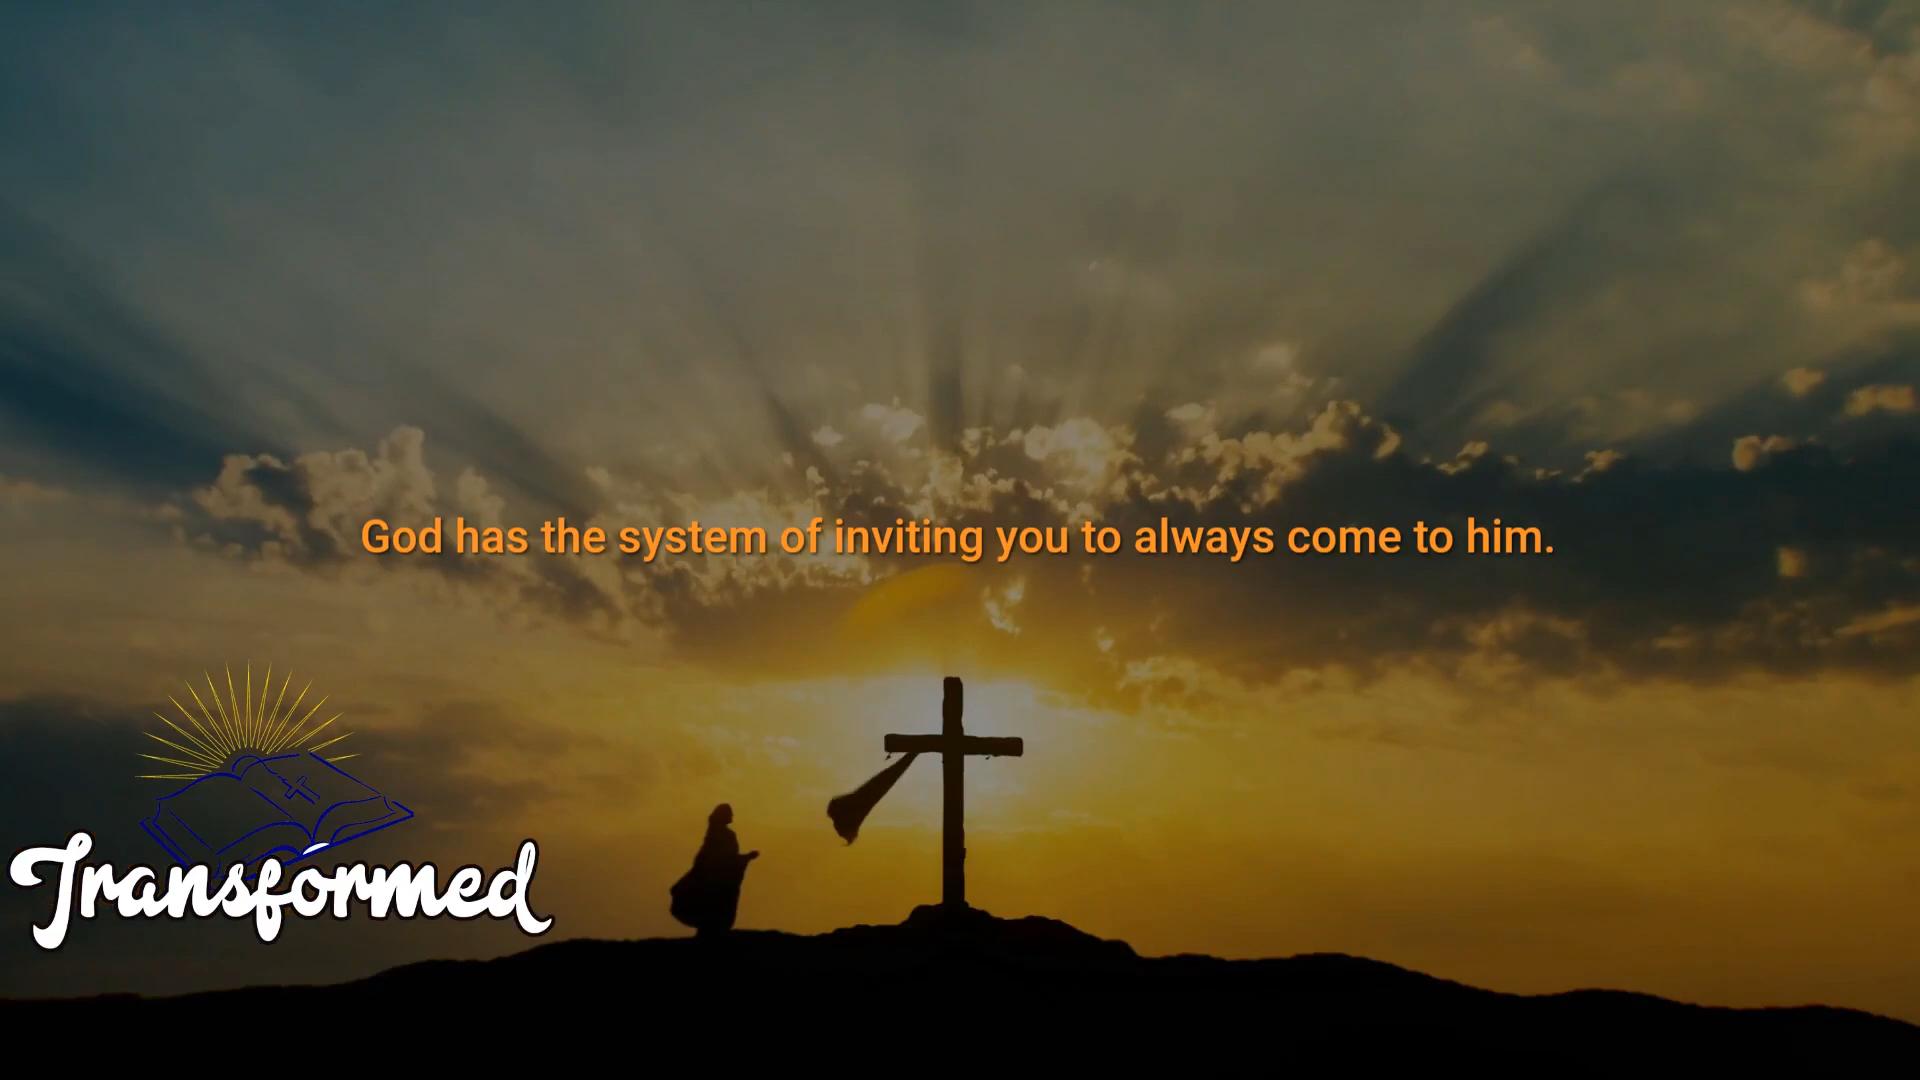 God has the system of inviting you to always come to him.
Transformed